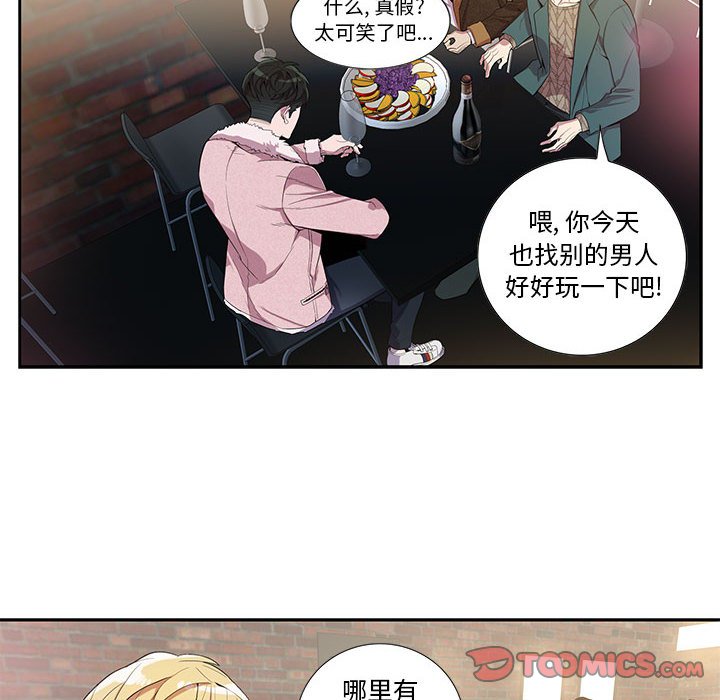 什么, 真假?
太可笑了吧...
喂, 你今天
也找别的男人
好好玩一下吧!
哪里有
TOOMICS.COM